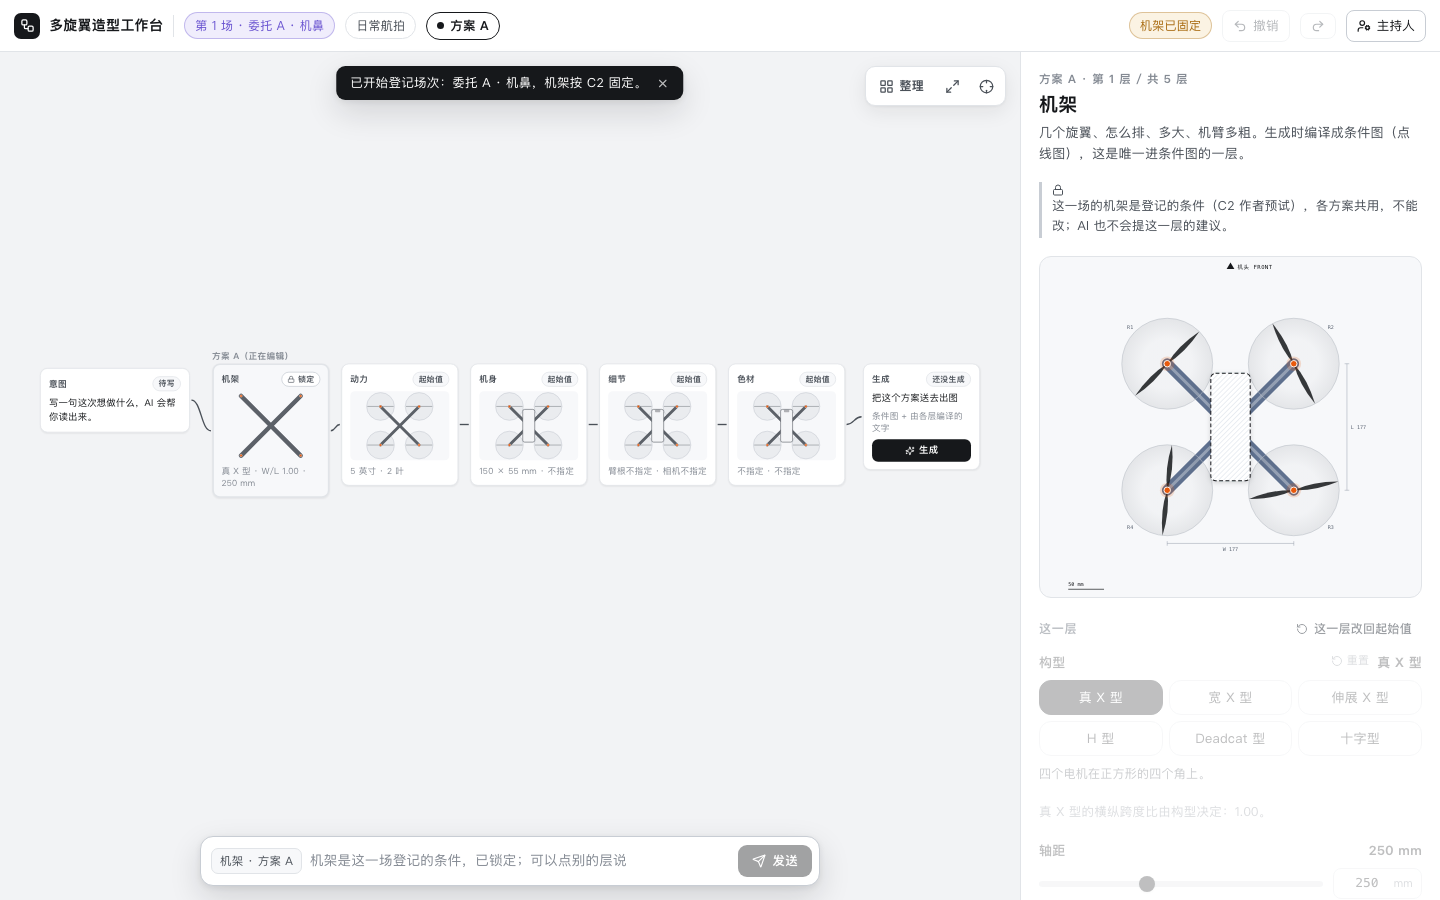 多旋翼造型工作台
第 1 场 · 委托 A · 机鼻
日常航拍
方案 A
机架已固定
撤销
主持人
已开始登记场次：委托 A · 机鼻，机架按 C2 固定。
整理
方案 A（正在编辑）
意图
待写
写一句这次想做什么，AI 会帮
你读出来。
机架
锁定
真 X 型 · W/L 1.00 ·
250 mm
动力
起始值
5 英寸 · 2 叶
机身
起始值
150 × 55 mm · 不指定
细节
起始值
臂根不指定 · 相机不指定
色材
起始值
不指定 · 不指定
生成
还没生成
把这个方案送去出图
条件图 + 由各层编译的
文字
生成
机架 · 方案 A
机架是这一场登记的条件，已锁定；可以点别的层说
发送
方案 A · 第 1 层 / 共 5 层
机架
几个旋翼、怎么排、多大、机臂多粗。生成时编译成条件图（点
线图），这是唯一进条件图的一层。
这一场的机架是登记的条件（C2 作者预试），各方案共用，不能
改；AI 也不会提这一层的建议。
机头 FRONT
R1
R2
L 177
R4
R3
W 177
50 mm
这一层
这一层改回起始值
构型
重置
真 X 型
真 X 型
宽 X 型
伸展 X 型
H 型
Deadcat 型
十字型
四个电机在正方形的四个角上。
真 X 型的横纵跨度比由构型决定：1.00。
轴距
250 mm
250 mm